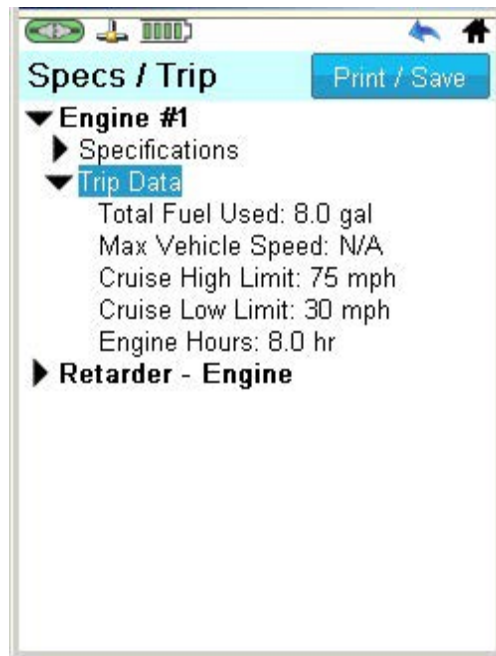 Specs / Trip
Print / Save
Engine #1
Specifications
Trip Data
Total Fuel Used: 8.0 gal
Max Vehicle Speed: N/A
Cruise High Limit: 75 mph
Cruise Low Limit: 30 mph
Engine Hours: 8.0 hr
Retarder - Engine